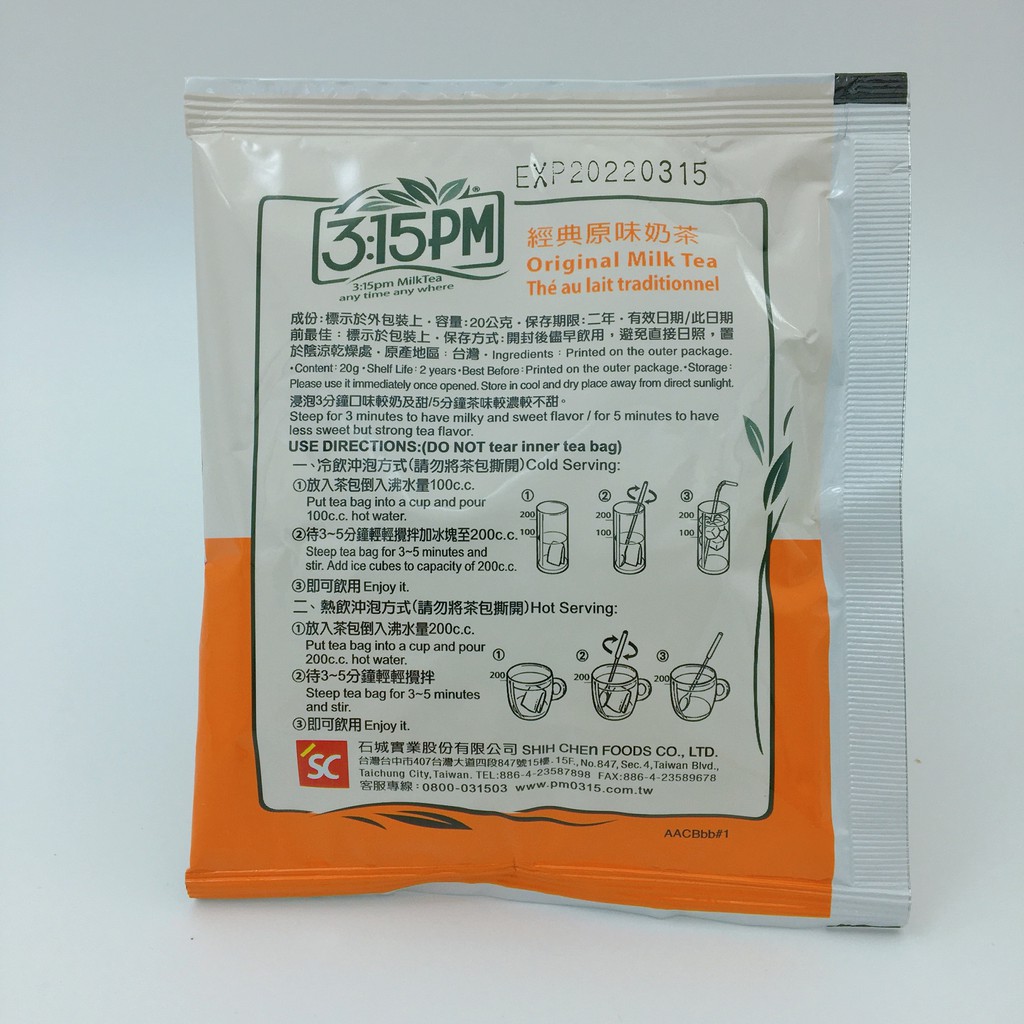 EXP20220315
3:15PM®
3:15pm MilkTea
any time any where
經典原味奶茶
Original Milk Tea
Thé au lait traditionnel
成份:標示於外包裝上・容量:20公克・保存期限:二年・有效日期/此日期
前最佳:標示於包裝上・保存方式:開封後儘早飲用,避免直接日照,置
於陰涼乾燥處・原產地區:台灣・Ingredients:Printed on the outer package.
・Content:20g・Shelf Life:2 years・Best Before:Printed on the outer package.・Storage:
Please use it immediately once opened. Store in cool and dry place away from direct sunlight.
浸泡3分鐘口味較奶及甜/5分鐘茶味較濃較不甜。
Steep for 3 minutes to have milky and sweet flavor / for 5 minutes to have
less sweet but strong tea flavor.
USE DIRECTIONS:(DO NOT tear inner tea bag)
一、冷飲沖泡方式(請勿將茶包撕開)Cold Serving:
①放入茶包倒入沸水量100c.c.
Put tea bag into a cup and pour
100c.c. hot water.
②待3~5分鐘輕輕攪拌加冰塊至200c.c.
Steep tea bag for 3~5 minutes and
stir. Add ice cubes to capacity of 200c.c.
③即可飲用 Enjoy it.
① ② ③
200 200 200
100 100 100
二、熱飲沖泡方式(請勿將茶包撕開)Hot Serving:
①放入茶包倒入沸水量200c.c.
Put tea bag into a cup and pour
200c.c. hot water.
②待3~5分鐘輕輕攪拌
Steep tea bag for 3~5 minutes
and stir.
③即可飲用 Enjoy it.
① ② ③
200 200 200
SC
石城實業股份有限公司 SHIH CHEN FOODS CO., LTD.
台灣台中市407台灣大道四段847號15樓・15F., No.847, Sec. 4, Taiwan Blvd.,
Taichung City, Taiwan. TEL:886-4-23587898 FAX:886-4-23589678
客服專線:0800-031503 www.pm0315.com.tw
AACBbb#1